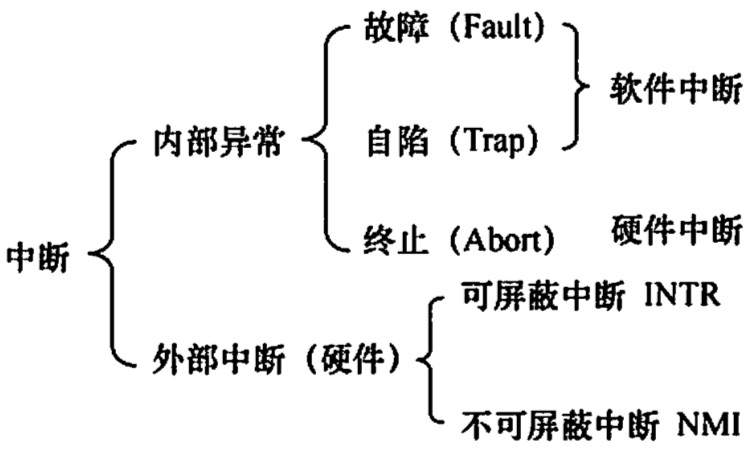 故障（Fault）
软件中断
内部异常
自陷（Trap）
终止（Abort）
硬件中断
中断
可屏蔽中断 INTR
外部中断（硬件）
不可屏蔽中断 NMI